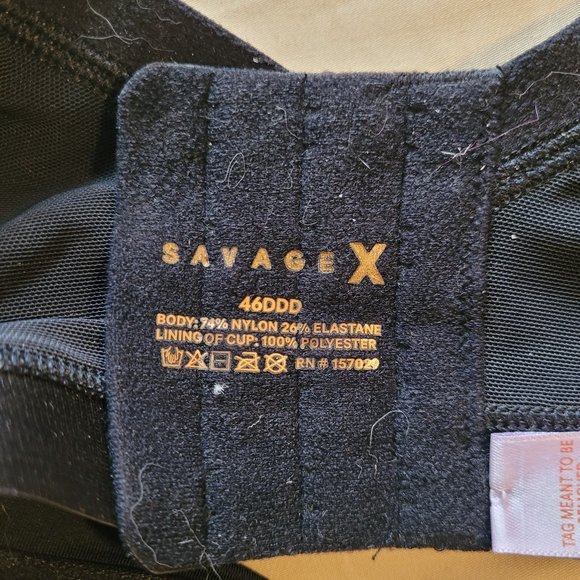 SAVAGE X
46DDD
BODY: 74% NYLON 26% ELASTANE
LINING OF CUP: 100% POLYESTER
RN # 157029
TAG MEANT TO BE